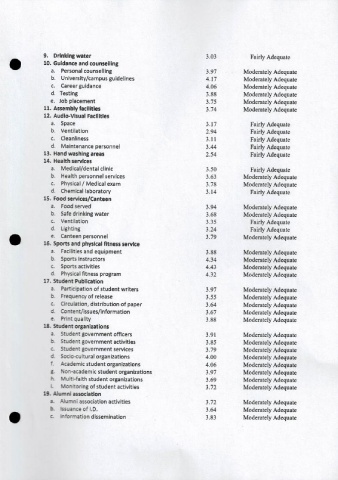 9. Drinking water 3.03 Fairly Adequate
10. Guidance and counselling
a. Personal counselling 3.97 Moderately Adequate
b. University/campus guidelines 4.17 Moderately Adequate
c. Career guidance 4.06 Moderately Adequate
d. Testing 3.88 Moderately Adequate
e. Job placement 3.75 Moderately Adequate
11. Assembly facilities 3.74 Moderately Adequate
12. Audio-Visual Facilities
a. Space 3.17 Fairly Adequate
b. Ventilation 2.94 Fairly Adequate
c. Cleanliness 3.11 Fairly Adequate
d. Maintenance personnel 3.44 Fairly Adequate
13. Hand washing areas 2.54 Fairly Adequate
14. Health services
a. Medical/dental clinic 3.50 Fairly Adequate
b. Health personnel services 3.63 Moderately Adequate
c. Physical / Medical exam 3.78 Moderately Adequate
d. Chemical laboratory 3.14 Fairly Adequate
15. Food services/Canteen
a. Food served 3.94 Moderately Adequate
b. Safe drinking water 3.68 Moderately Adequate
c. Ventilation 3.35 Fairly Adequate
d. Lighting 3.24 Fairly Adequate
e. Canteen personnel 3.79 Moderately Adequate
16. Sports and physical fitness service
a. Facilities and equipment 3.88 Moderately Adequate
b. Sports instructors 4.34 Moderately Adequate
c. Sports activities 4.43 Moderately Adequate
d. Physical fitness program 4.32 Moderately Adequate
17. Student Publication
a. Participation of student writers 3.97 Moderately Adequate
b. Frequency of release 3.55 Moderately Adequate
c. Circulation, distribution of paper 3.64 Moderately Adequate
d. Content/issues/information 3.67 Moderately Adequate
e. Print quality 3.88 Moderately Adequate
18. Student organizations
a. Student government officers 3.91 Moderately Adequate
b. Student government activities 3.85 Moderately Adequate
c. Student government services 3.79 Moderately Adequate
d. Socio-cultural organizations 4.00 Moderately Adequate
f. Academic student organizations 4.06 Moderately Adequate
g. Non-academic student organizations 3.97 Moderately Adequate
h. Multi-faith student organizations 3.69 Moderately Adequate
i. Monitoring of student activities 3.72 Moderately Adequate
19. Alumni association
a. Alumni association activities 3.72 Moderately Adequate
b. Issuance of I.D. 3.64 Moderately Adequate
c. Information dissemination 3.83 Moderately Adequate